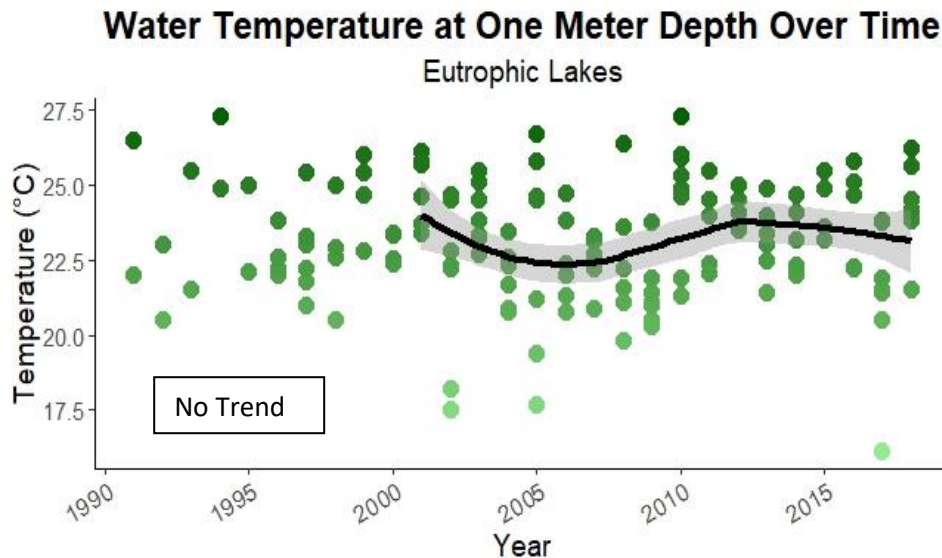 Water Temperature at One Meter Depth Over Time
Eutrophic Lakes
27.5
25.0
22.5
20.0
17.5
Temperature (°C)
No Trend
1990
1995
2000
2005
2010
2015
Year